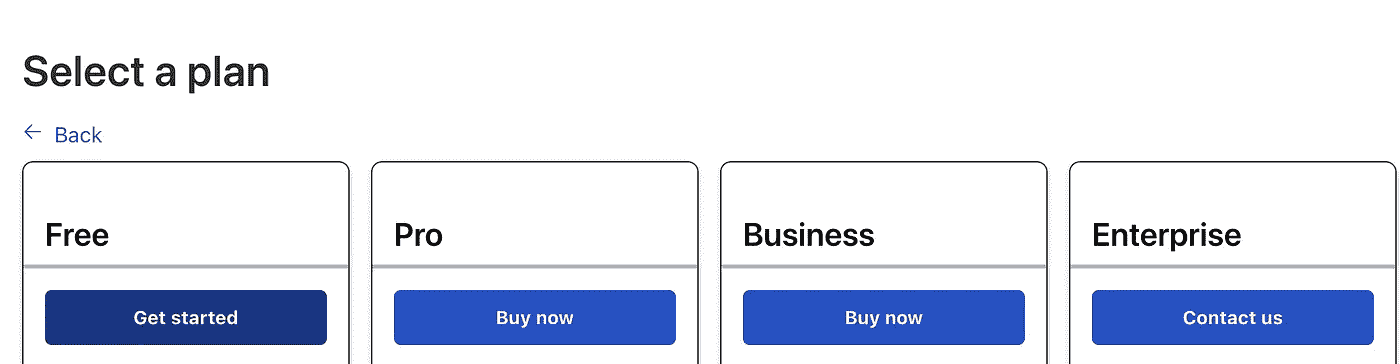 Select a plan
← Back
Free
Pro
Business
Enterprise
Get started
Buy now
Buy now
Contact us